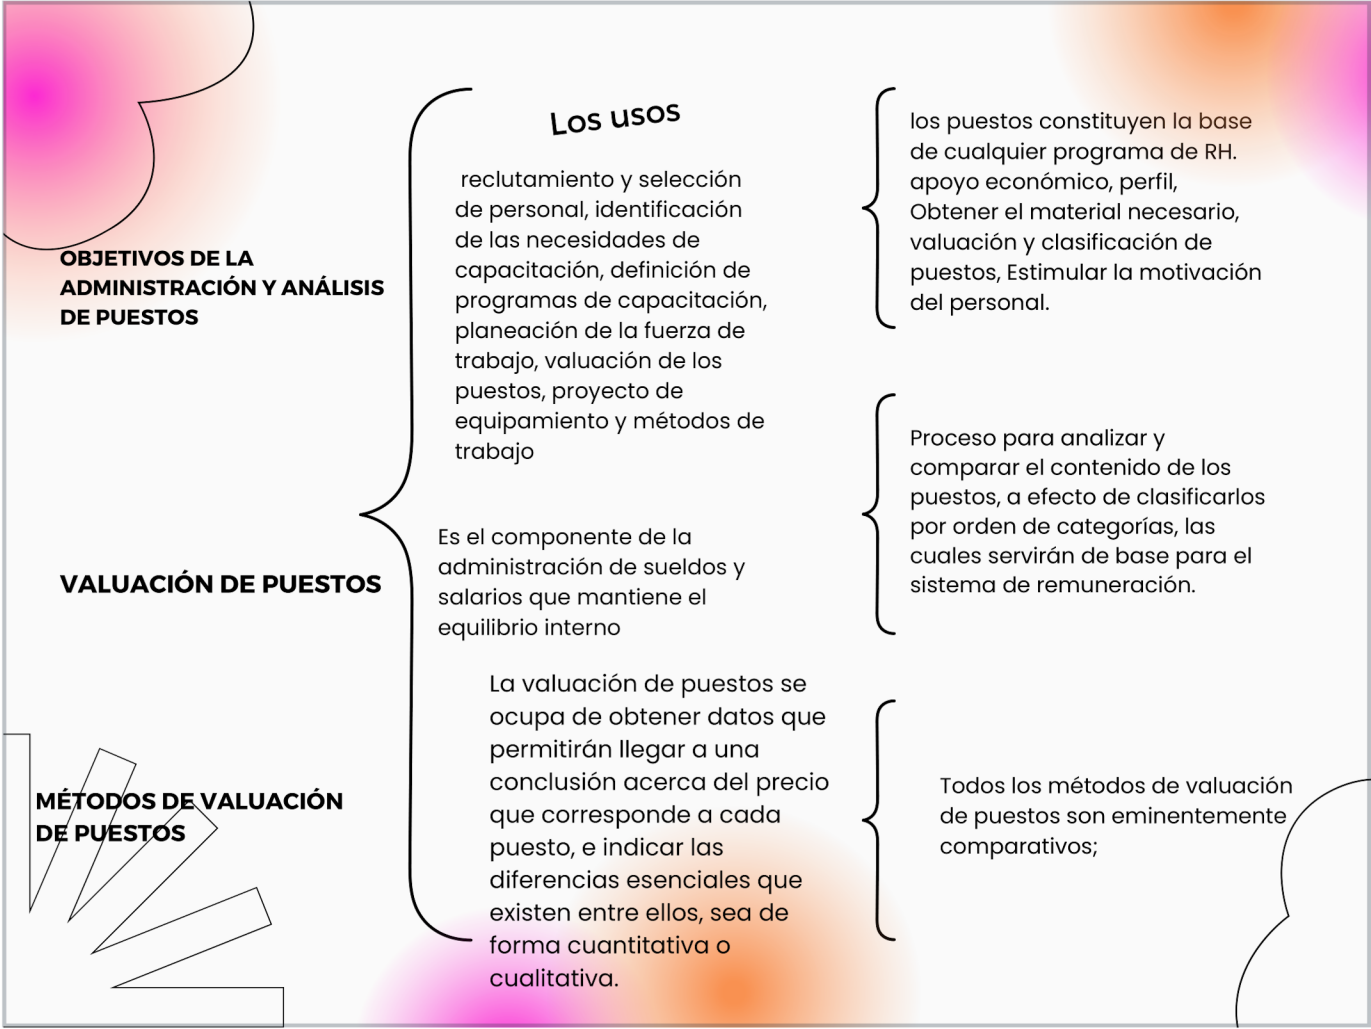 OBJETIVOS DE LA
ADMINISTRACIÓN Y ANÁLISIS
DE PUESTOS
Los usos
reclutamiento y selección
de personal, identificación
de las necesidades de
capacitación, definición de
programas de capacitación,
planeación de la fuerza de
trabajo, valuación de los
puestos, proyecto de
equipamiento y métodos de
trabajo
los puestos constituyen la base
de cualquier programa de RH.
apoyo económico, perfil,
Obtener el material necesario,
valuación y clasificación de
puestos, Estimular la motivación
del personal.
VALUACIÓN DE PUESTOS
Es el componente de la
administración de sueldos y
salarios que mantiene el
equilibrio interno
Proceso para analizar y
comparar el contenido de los
puestos, a efecto de clasificarlos
por orden de categorías, las
cuales servirán de base para el
sistema de remuneración.
MÉTODOS DE VALUACIÓN
DE PUESTOS
La valuación de puestos se
ocupa de obtener datos que
permitirán llegar a una
conclusión acerca del precio
que corresponde a cada
puesto, e indicar las
diferencias esenciales que
existen entre ellos, sea de
forma cuantitativa o
cualitativa.
Todos los métodos de valuación
de puestos son eminentemente
comparativos;